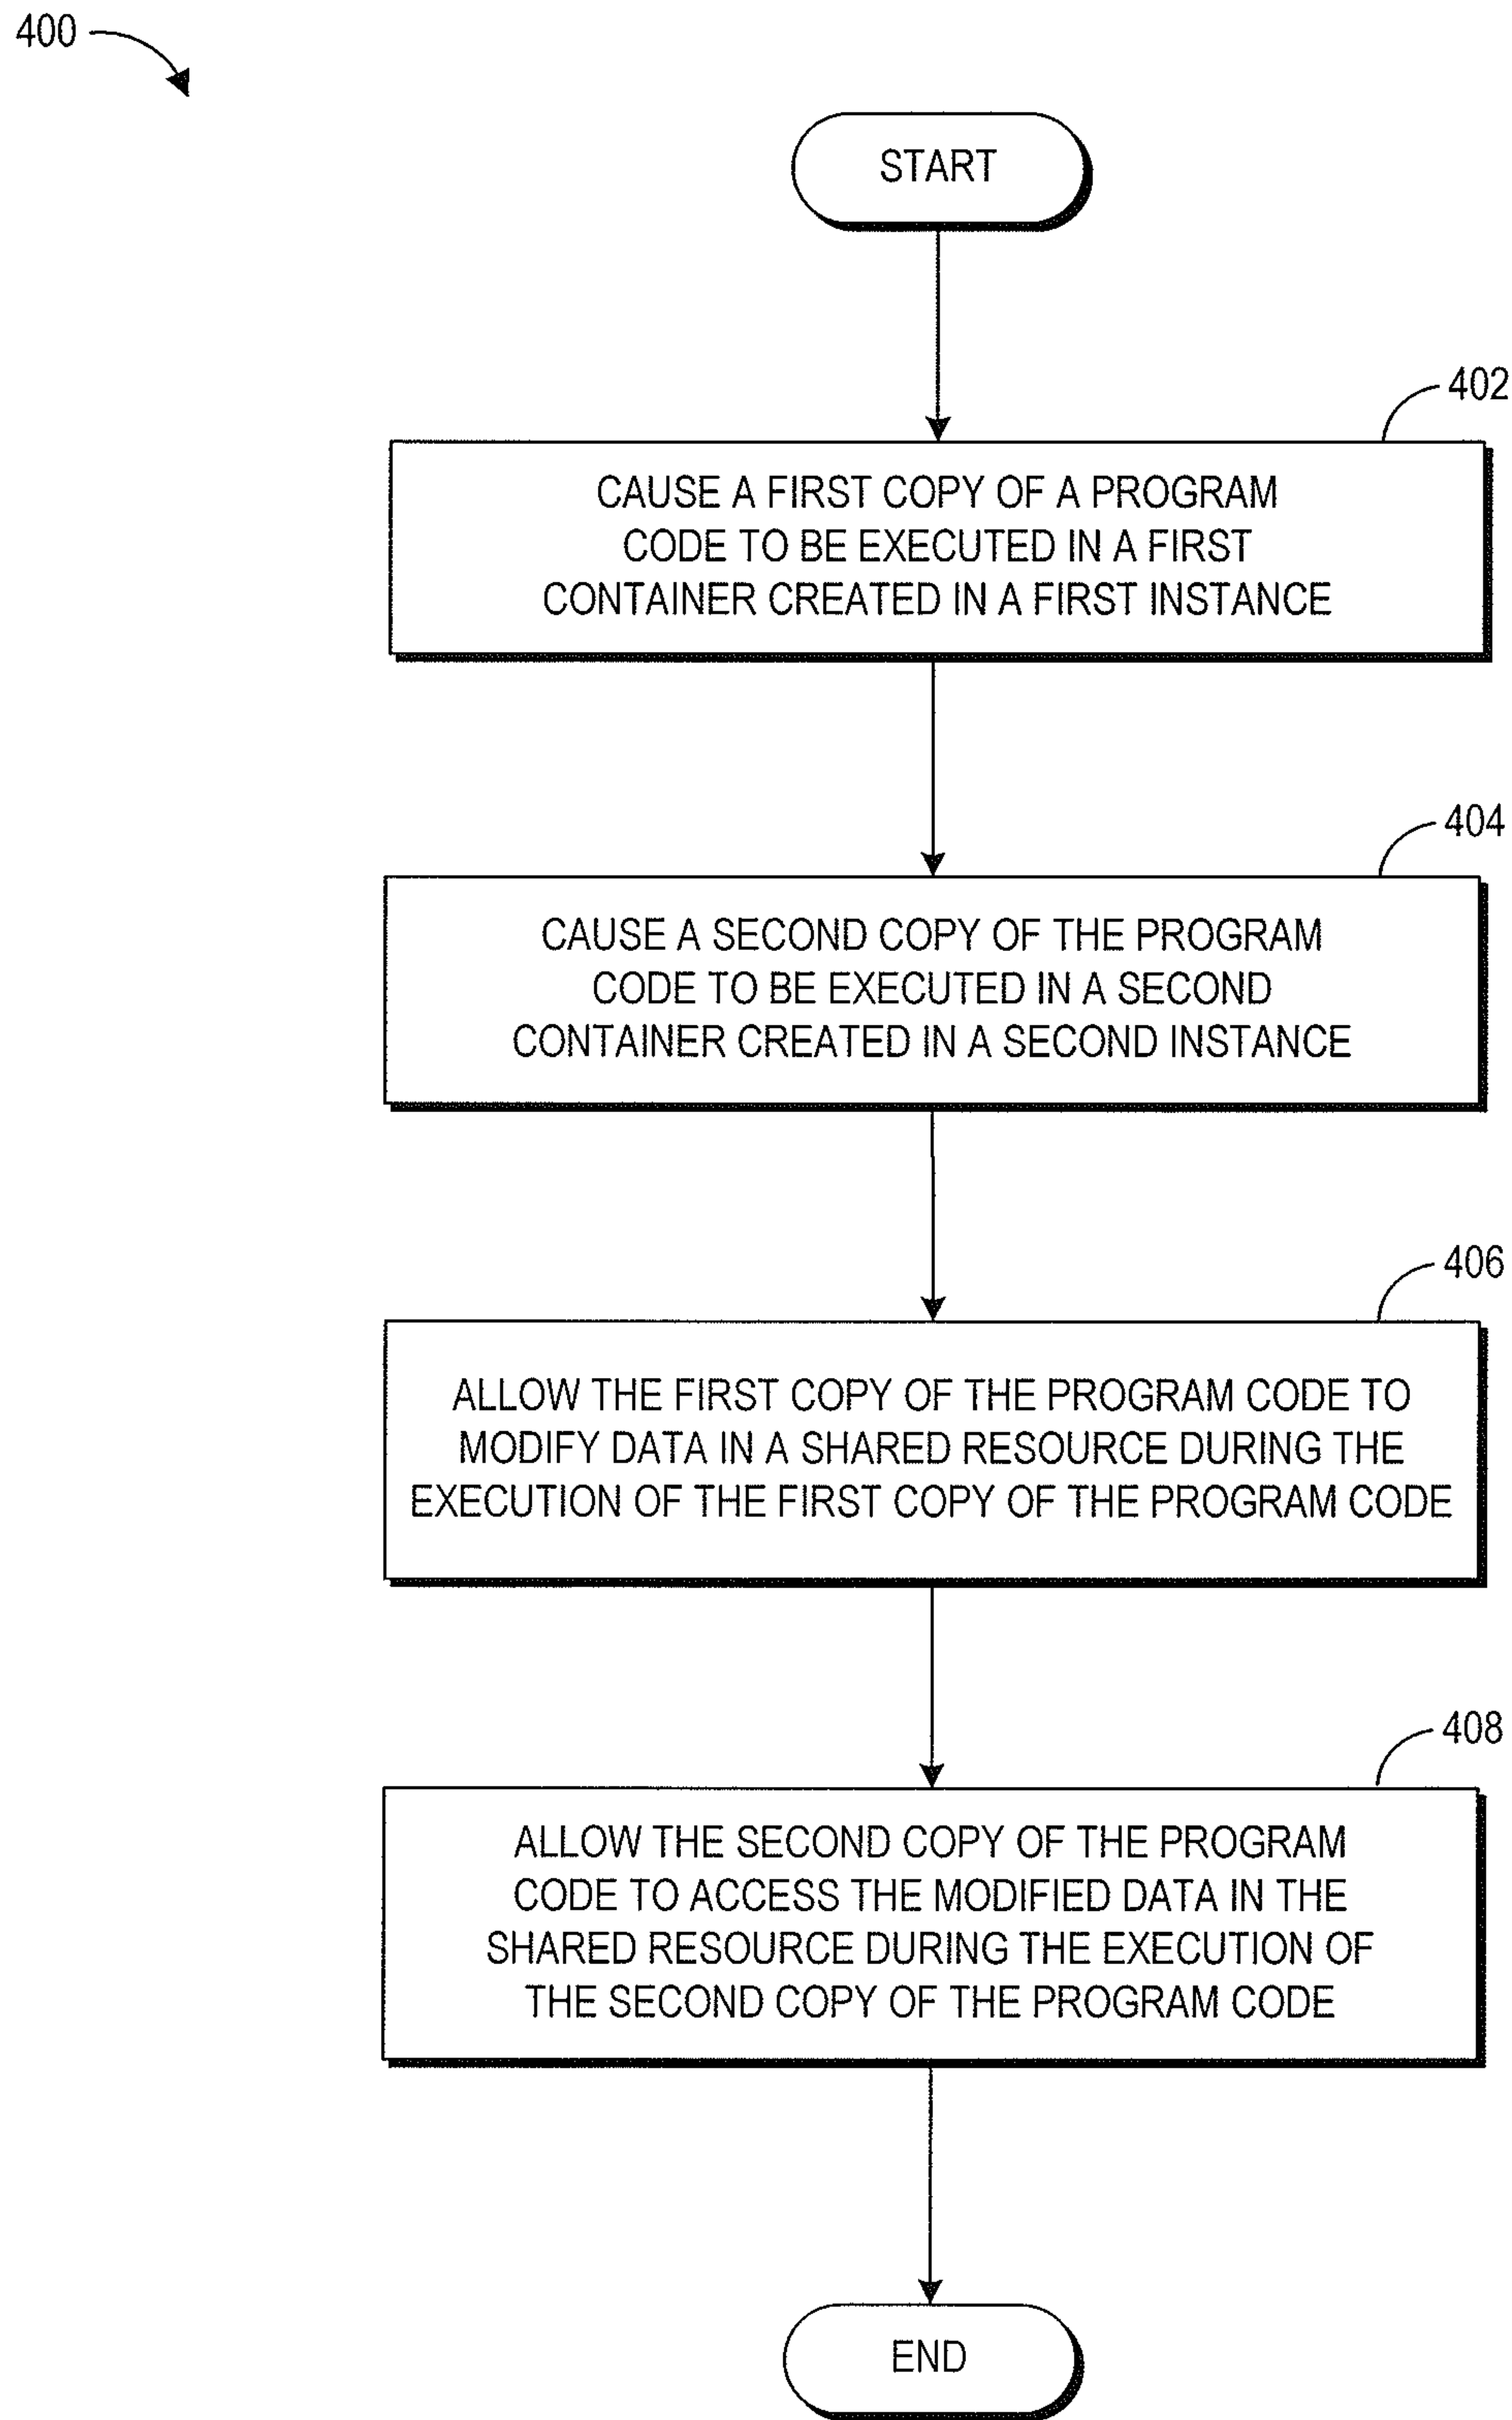 400
START
402
CAUSE A FIRST COPY OF A PROGRAM
CODE TO BE EXECUTED IN A FIRST
CONTAINER CREATED IN A FIRST INSTANCE
404
CAUSE A SECOND COPY OF THE PROGRAM
CODE TO BE EXECUTED IN A SECOND
CONTAINER CREATED IN A SECOND INSTANCE
406
ALLOW THE FIRST COPY OF THE PROGRAM CODE TO
MODIFY DATA IN A SHARED RESOURCE DURING THE
EXECUTION OF THE FIRST COPY OF THE PROGRAM CODE
408
ALLOW THE SECOND COPY OF THE PROGRAM
CODE TO ACCESS THE MODIFIED DATA IN THE
SHARED RESOURCE DURING THE EXECUTION OF
THE SECOND COPY OF THE PROGRAM CODE
END